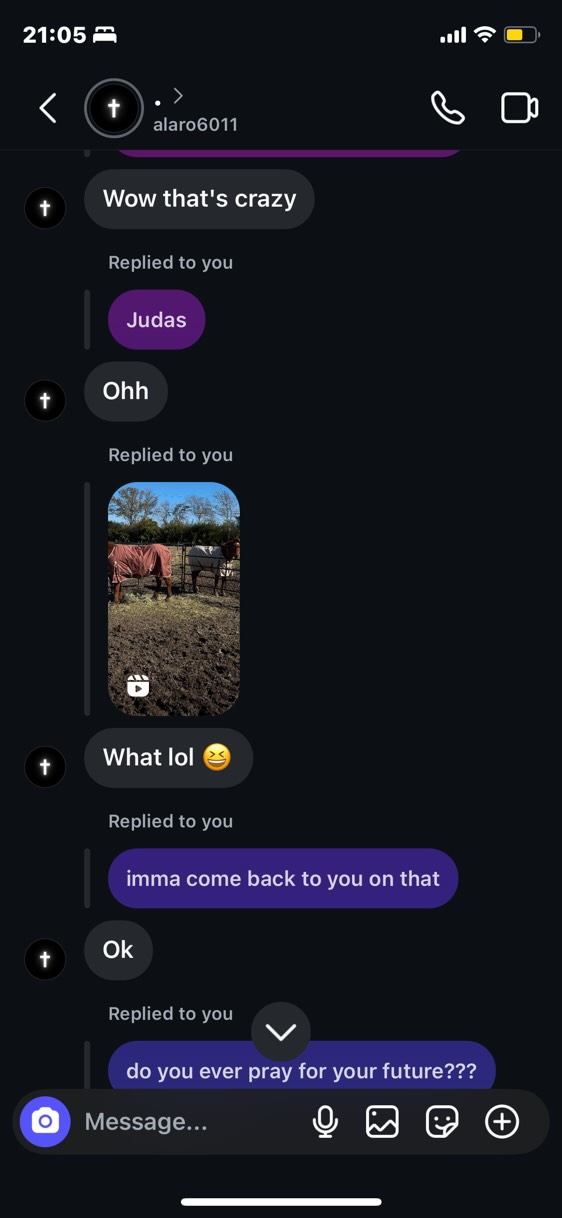 21:05
.
alaro6011
Wow that's crazy
Replied to you
Judas
Ohh
Replied to you
What lol 😆
Replied to you
imma come back to you on that
Ok
Replied to you
do you ever pray for your future???
Message...